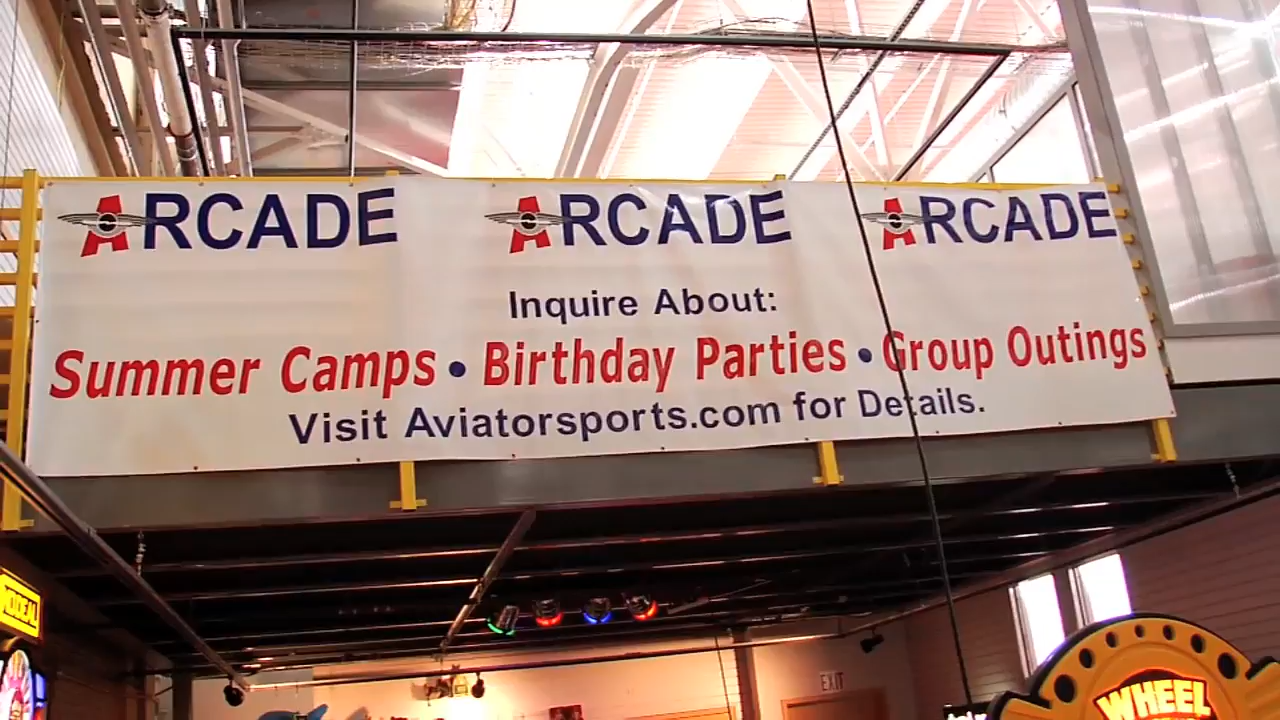 ARCADE ARCADE ARCADE
Inquire About:
Summer Camps • Birthday Parties • Group Outings
Visit Aviatorsports.com for Details.
EXIT
WHEEL